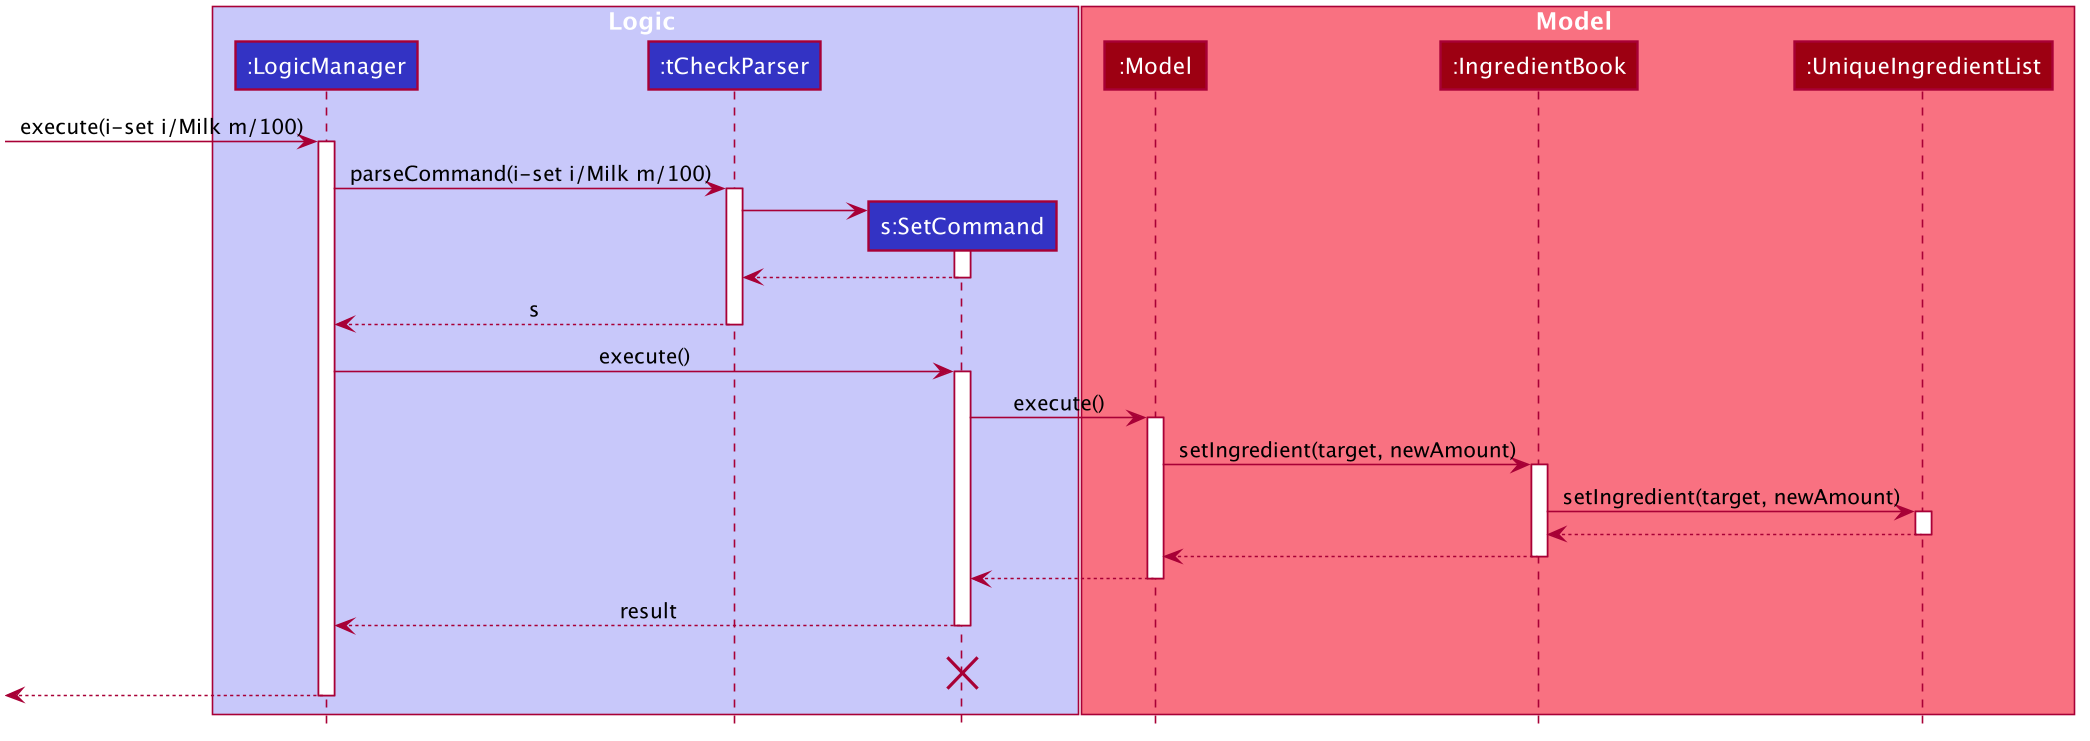 Logic
Model
:LogicManager
:tCheckParser
:Model
:IngredientBook
:UniqueIngredientList
execute(i-set i/Milk m/100)
parseCommand(i-set i/Milk m/100)
s:SetCommand
s
execute()
execute()
setIngredient(target, newAmount)
setIngredient(target, newAmount)
result